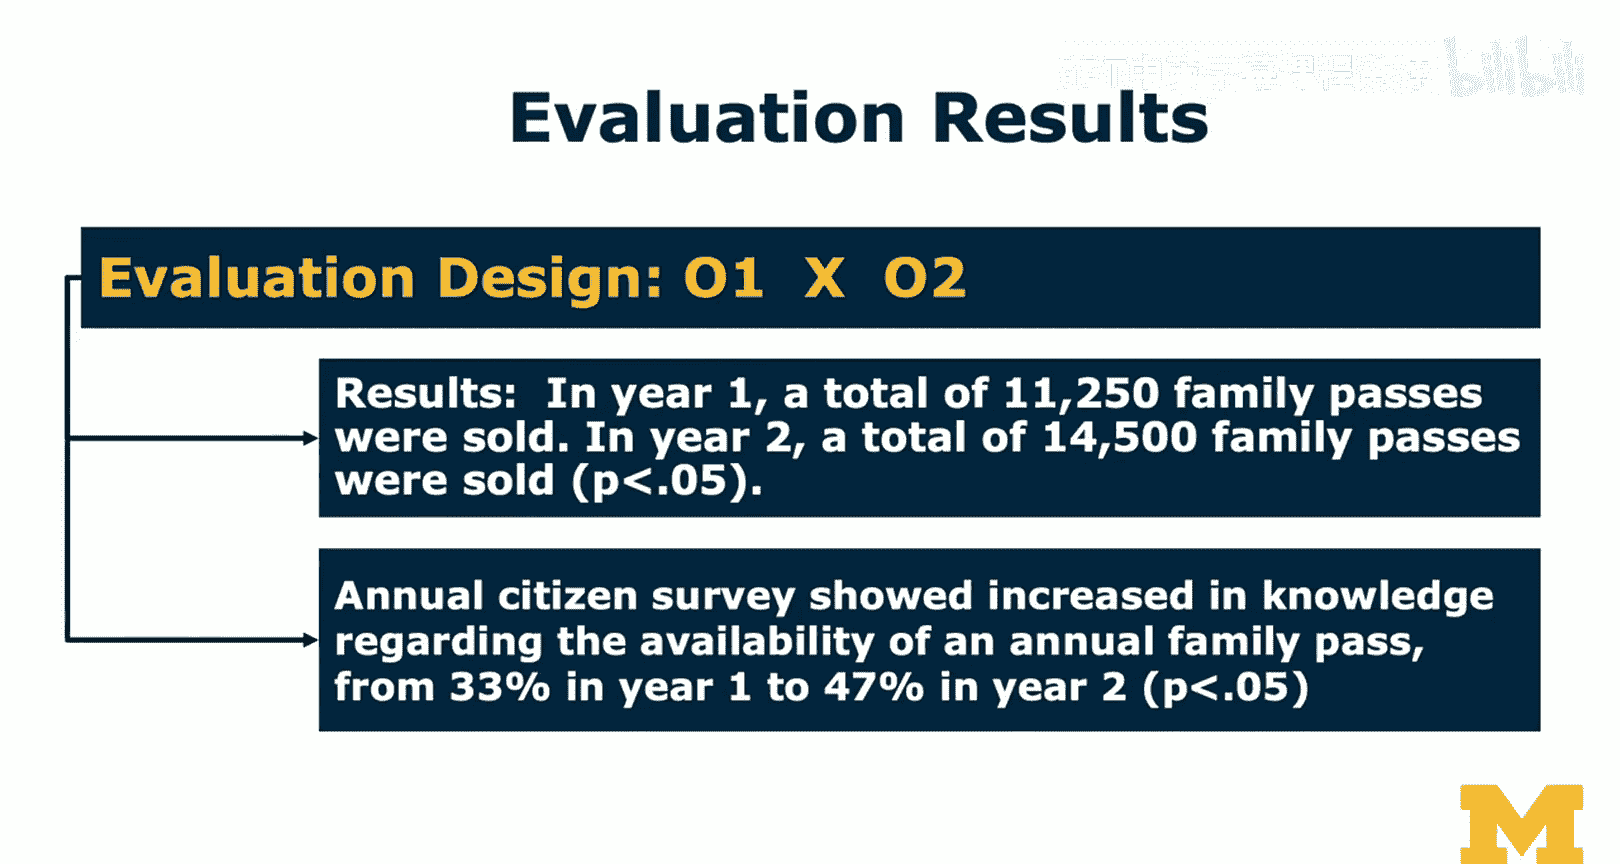 bilibili
Evaluation Results
Evaluation Design: O1 X O2
Results: In year 1, a total of 11,250 family passes
were sold. In year 2, a total of 14,500 family passes
were sold (p<.05).
Annual citizen survey showed increased in knowledge
regarding the availability of an annual family pass,
from 33% in year 1 to 47% in year 2 (p<.05)
M